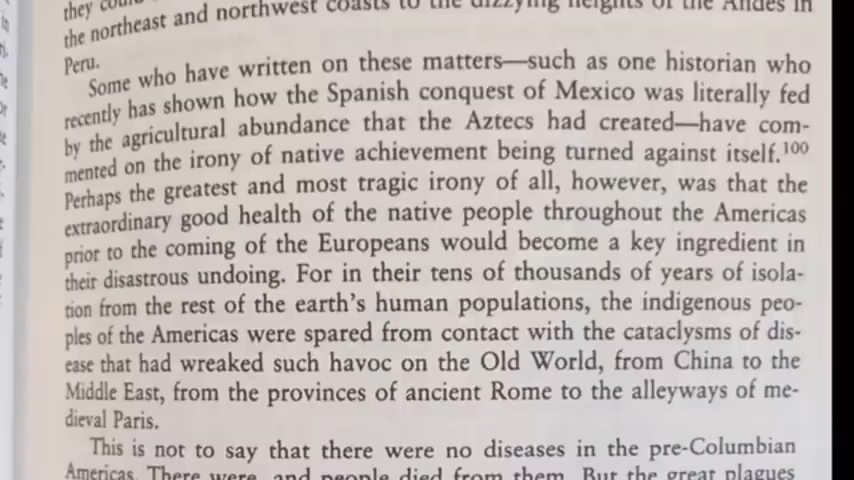 they could
the northeast and northwest coasts to the dizzying heights of the Andes in
Peru.
Some who have written on these matters—such as one historian who
recently has shown how the Spanish conquest of Mexico was literally fed
by the agricultural abundance that the Aztecs had created—have com-
mented on the irony of native achievement being turned against itself.100
Perhaps the greatest and most tragic irony of all, however, was that the
extraordinary good health of the native people throughout the Americas
prior to the coming of the Europeans would become a key ingredient in
their disastrous undoing. For in their tens of thousands of years of isola-
tion from the rest of the earth's human populations, the indigenous peo-
ples of the Americas were spared from contact with the cataclysms of dis-
ease that had wreaked such havoc on the Old World, from China to the
Middle East, from the provinces of ancient Rome to the alleyways of me-
dieval Paris.
This is not to say that there were no diseases in the pre-Columbian
Americas. There were, and people died from them. But the great plagues